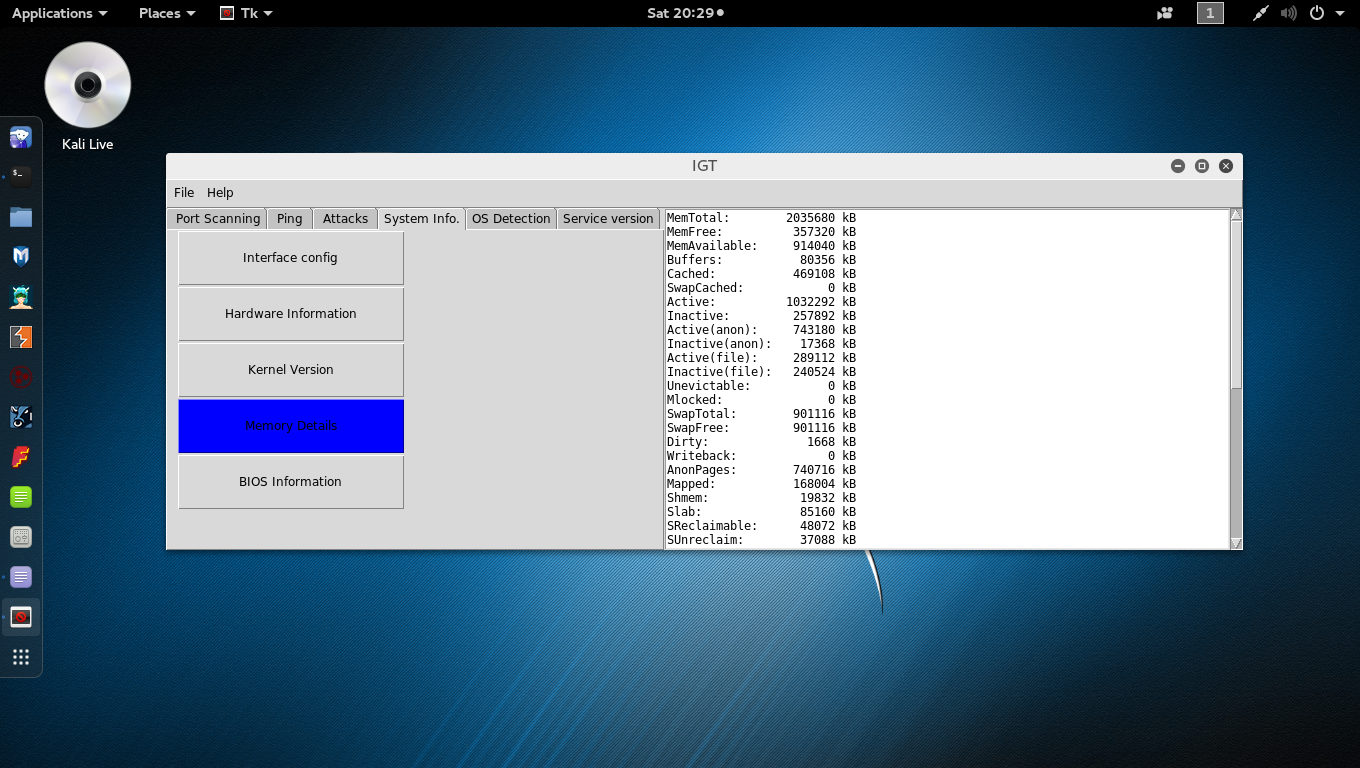 Applications Places Tk Sat 20:29 1
Kali Live
IGT
File Help
Port Scanning Ping Attacks System Info. OS Detection Service version
Interface config
Hardware Information
Kernel Version
Memory Details
BIOS Information
MemTotal: 2035680 kB
MemFree: 357320 kB
MemAvailable: 914040 kB
Buffers: 80356 kB
Cached: 469108 kB
SwapCached: 0 kB
Active: 1032292 kB
Inactive: 257892 kB
Active(anon): 743180 kB
Inactive(anon): 17368 kB
Active(file): 289112 kB
Inactive(file): 240524 kB
Unevictable: 0 kB
Mlocked: 0 kB
SwapTotal: 901116 kB
SwapFree: 901116 kB
Dirty: 1668 kB
Writeback: 0 kB
AnonPages: 740716 kB
Mapped: 168004 kB
Shmem: 19832 kB
Slab: 85160 kB
SReclaimable: 48072 kB
SUnreclaim: 37088 kB